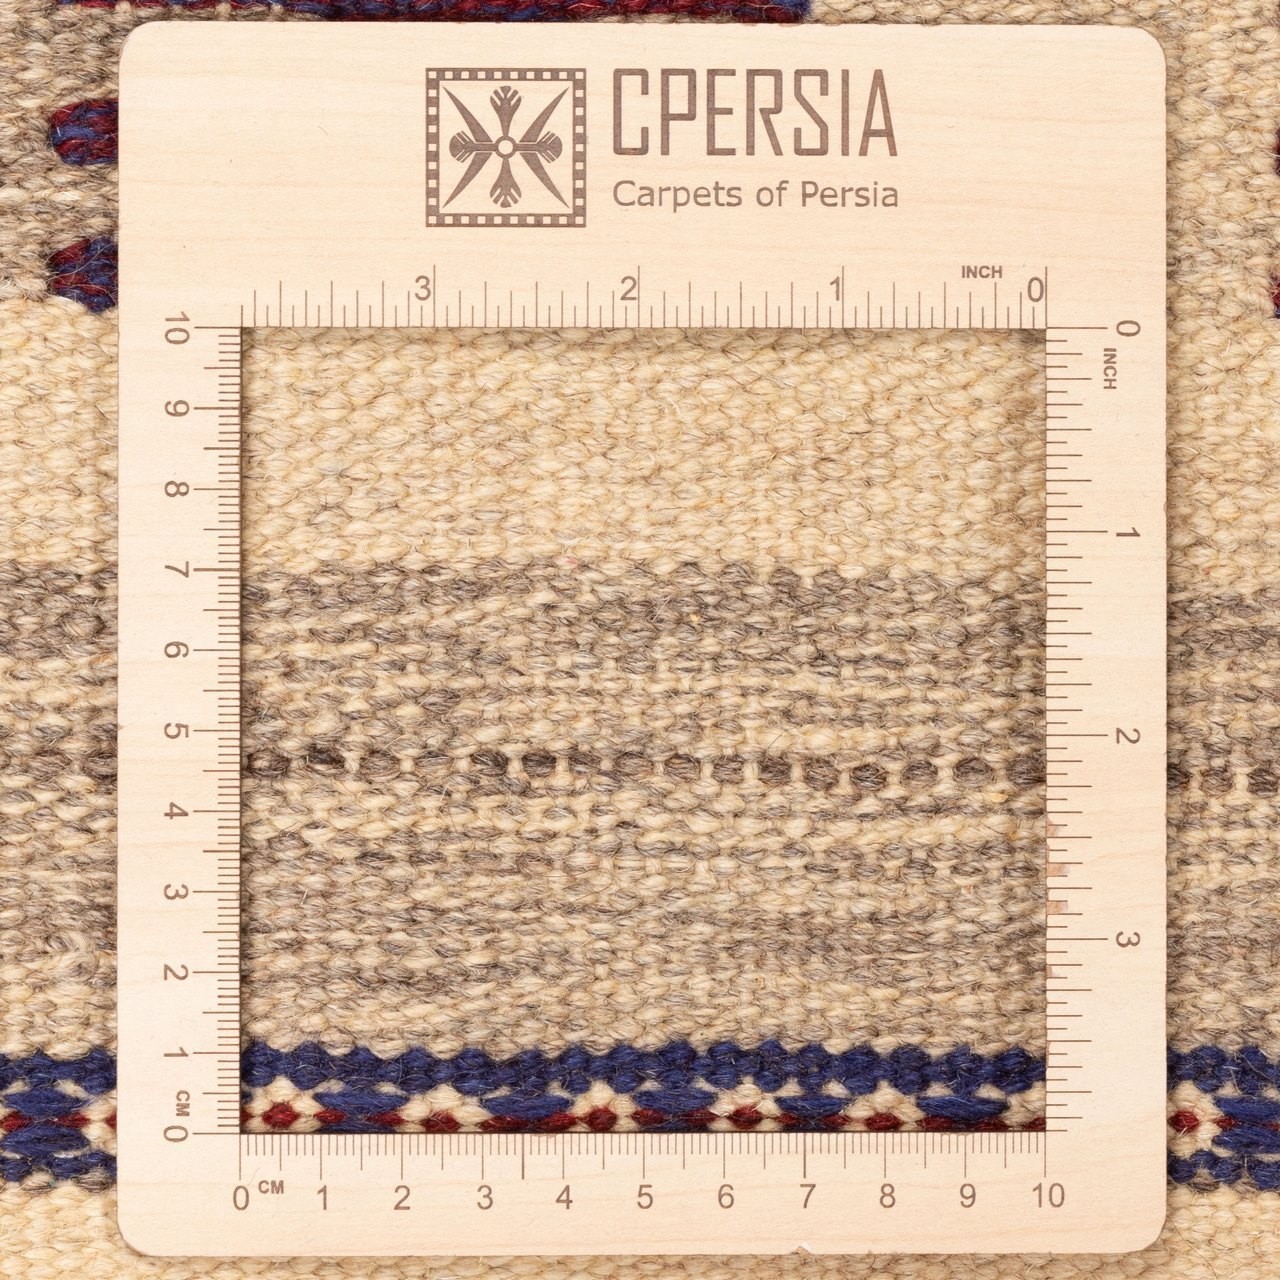 CPERSIA
Carpets of Persia
INCH
3 2 1 0
10 9 8 7 6 5 4 3 2 1 CM 0
0 INCH 1 2 3
0 CM 1 2 3 4 5 6 7 8 9 10